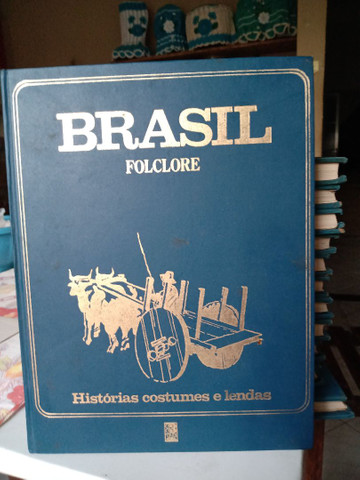 BRASIL
FOLCLORE
Histórias costumes e lendas